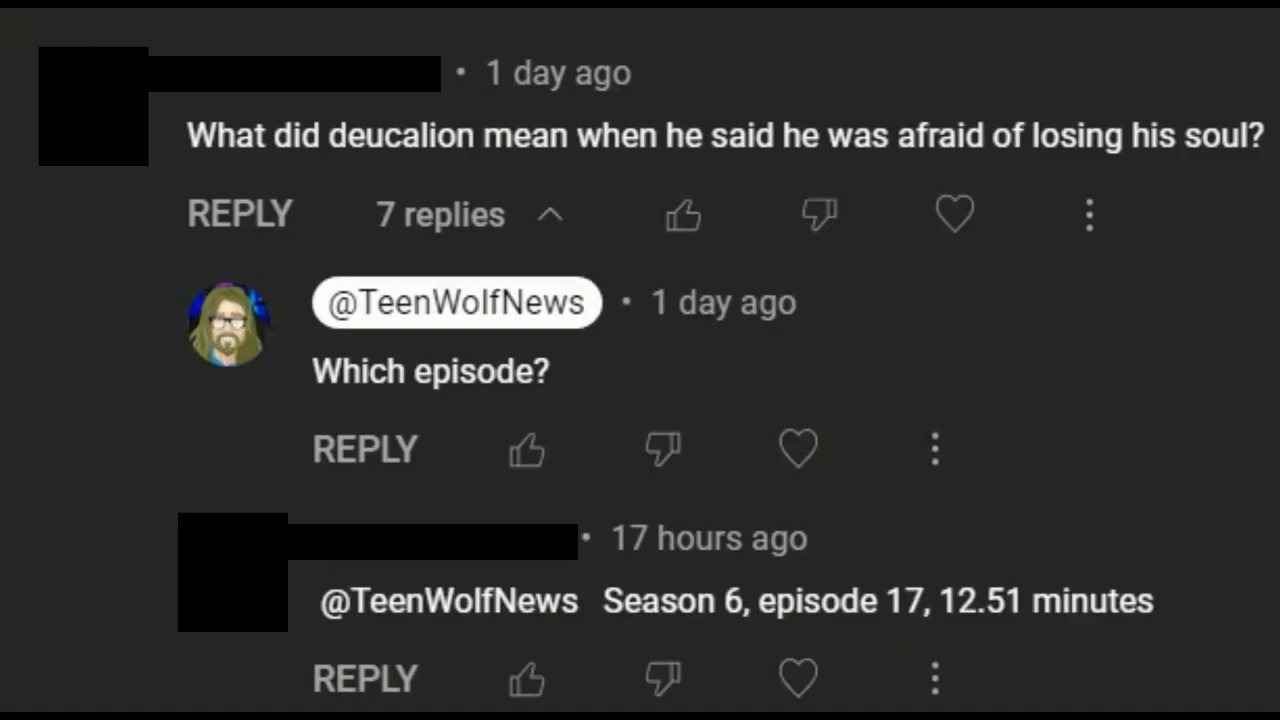 • 1 day ago
What did deucalion mean when he said he was afraid of losing his soul?
REPLY 7 replies
@TeenWolfNews • 1 day ago
Which episode?
REPLY
• 17 hours ago
@TeenWolfNews Season 6, episode 17, 12.51 minutes
REPLY